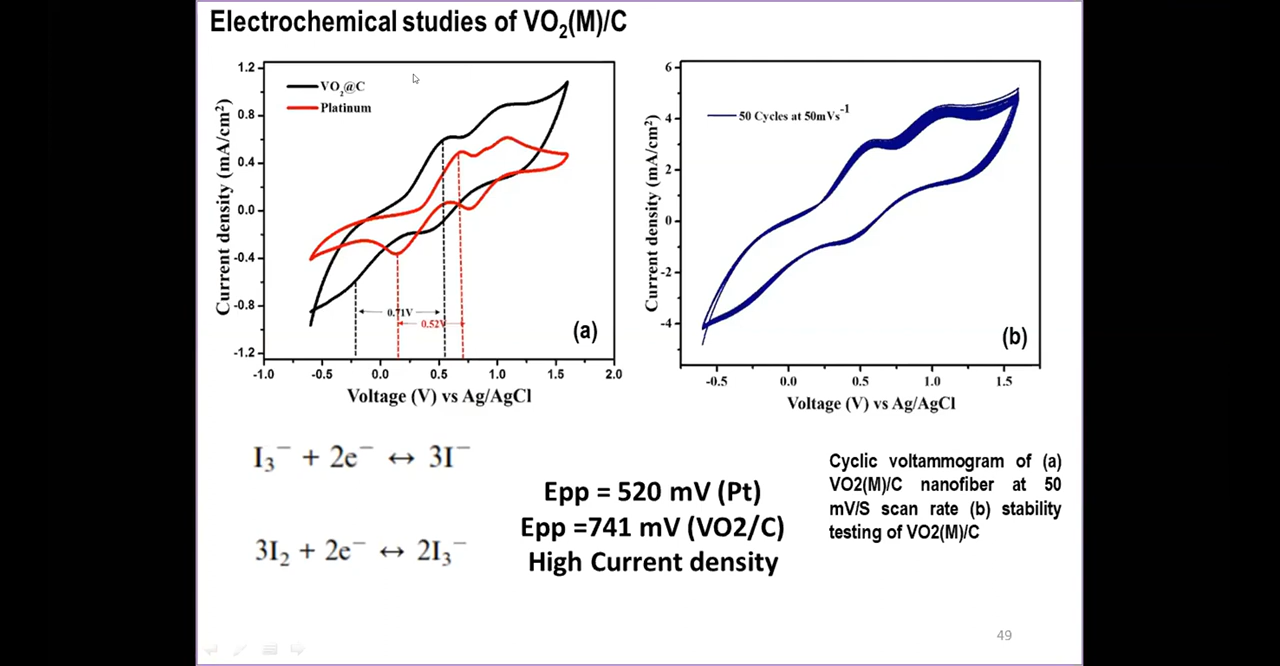 Electrochemical studies of VO₂(M)/C
1.2
0.8
0.4
0.0
-0.4
-0.8
-1.2
Current density (mA/cm²)
VO₂@C
Platinum
0.71V
0.52V
(a)
-1.0 -0.5 0.0 0.5 1.0 1.5 2.0
Voltage (V) vs Ag/AgCl
6
4
2
0
-2
-4
Current density (mA/cm²)
50 Cycles at 50mVs⁻¹
(b)
-0.5 0.0 0.5 1.0 1.5
Voltage (V) vs Ag/AgCl
I₃⁻ + 2e⁻ ↔ 3I⁻
3I₂ + 2e⁻ ↔ 2I₃⁻
Epp = 520 mV (Pt)
Epp =741 mV (VO2/C)
High Current density
Cyclic voltammogram of (a)
VO2(M)/C nanofiber at 50
mV/S scan rate (b) stability
testing of VO2(M)/C
49